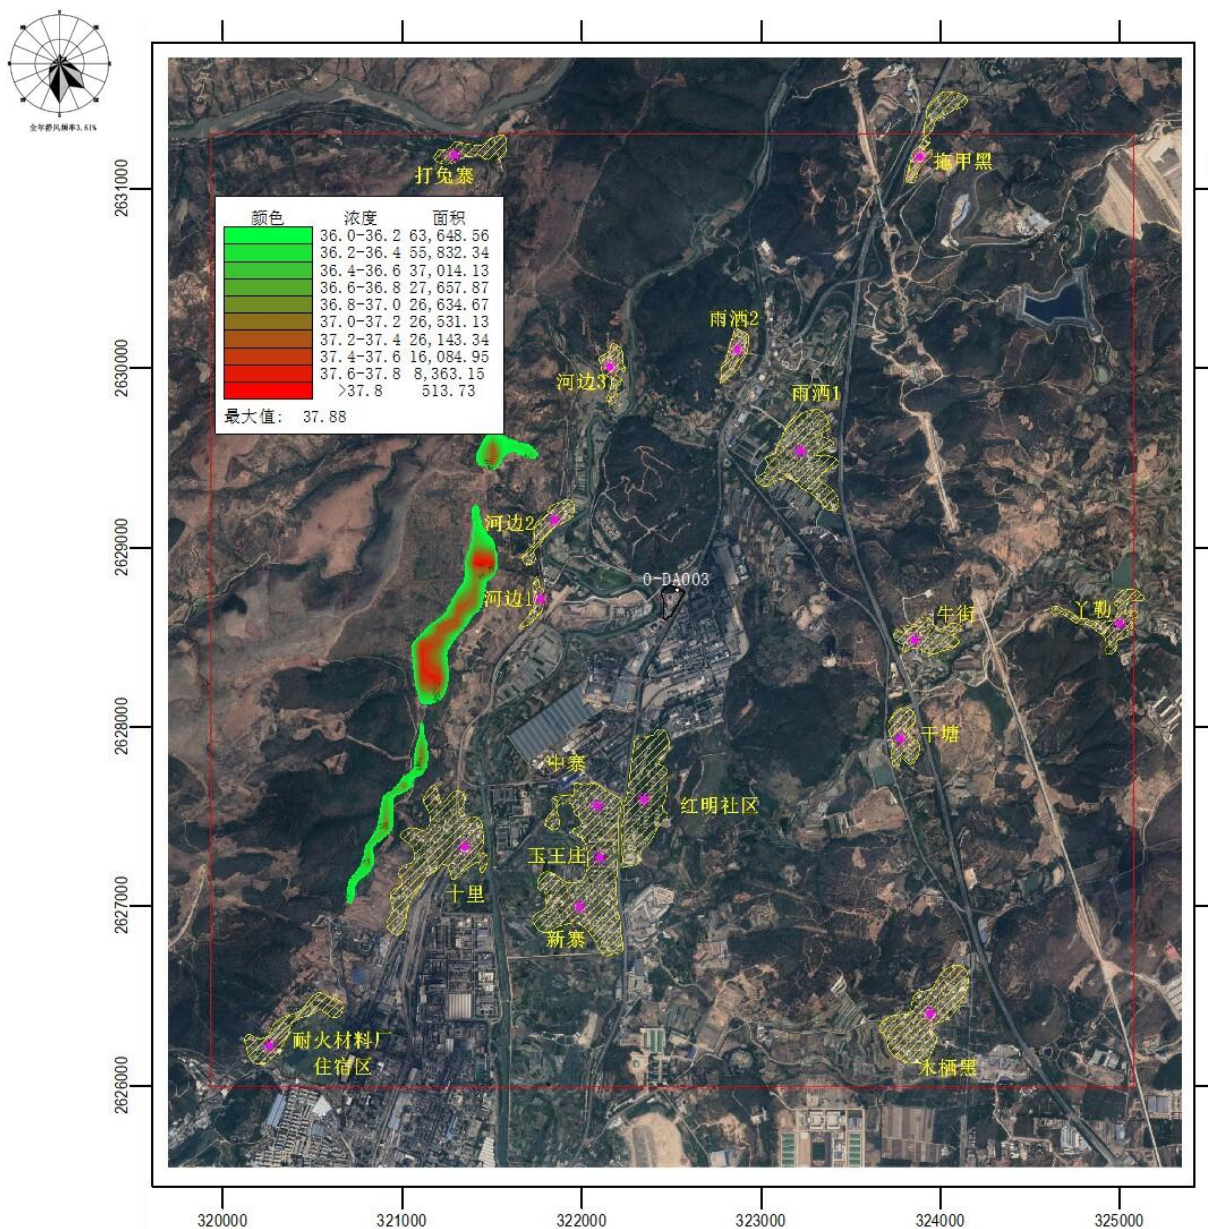 全年静风频率3.61%
打兔寨
拖甲黑
颜色 浓度 面积
36.0-36.2 63,648.56
36.2-36.4 55,832.34
36.4-36.6 37,014.13
36.6-36.8 27,657.87
36.8-37.0 26,634.67
37.0-37.2 26,531.13
37.2-37.4 26,143.34
37.4-37.6 16,084.95
37.6-37.8 8,363.15
>37.8 513.73
最大值: 37.88
雨洒2
河边3
雨洒1
河边2
河边1
0-DA003
牛街
丫勒
干塘
中寨
红明社区
玉王庄
十里
新寨
耐火材料厂
住宿区
木栖黑
2631000
2630000
2629000
2628000
2627000
2626000
320000
321000
322000
323000
324000
325000